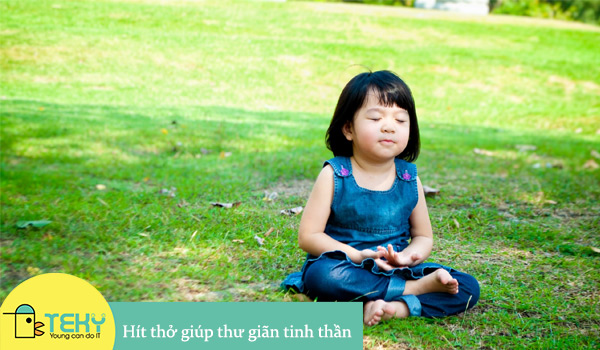 TEKY
Young can do IT
Hít thở giúp thư giãn tinh thần